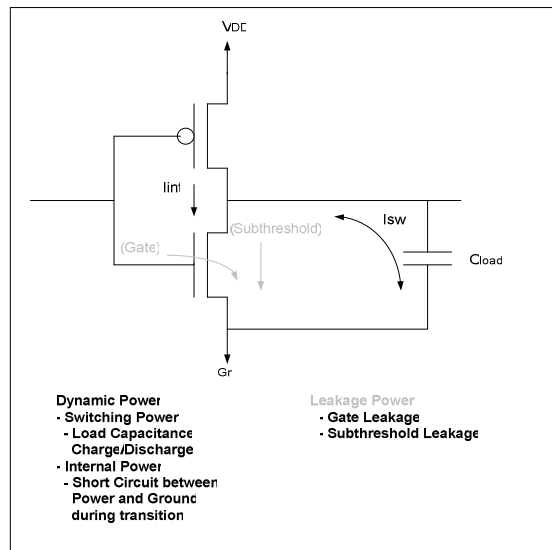 VDD
Iint
(Gate)
(Subthreshold)
Isw
Cload
Gr
Dynamic Power
- Switching Power
- Load Capacitance
Charge/Discharge
- Internal Power
- Short Circuit between
Power and Ground
during transition
Leakage Power
- Gate Leakage
- Subthreshold Leakage